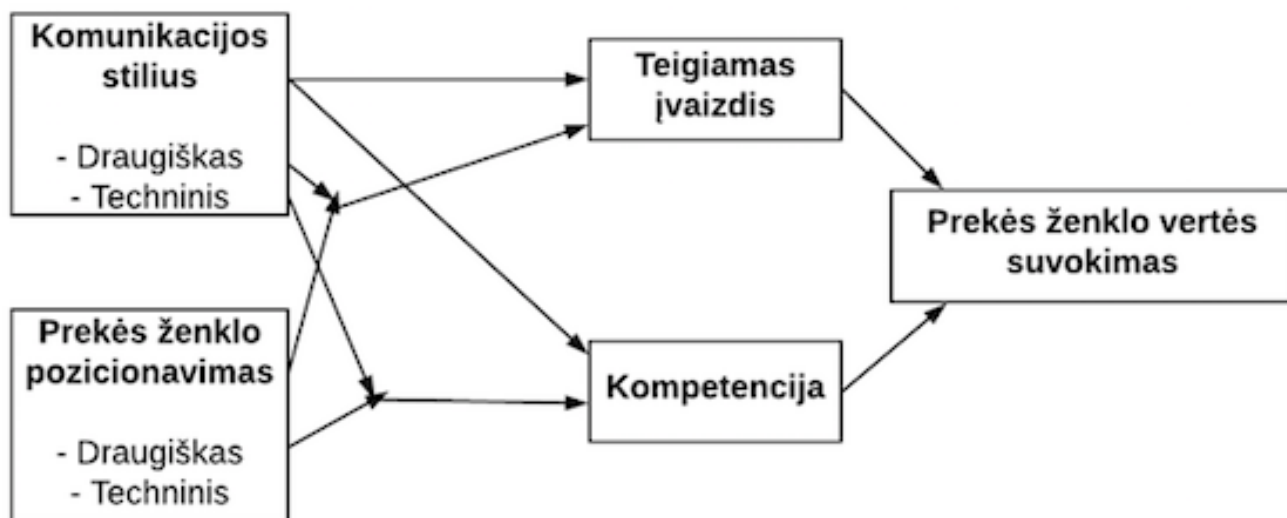 Komunikacijos
stilius
- Draugiškas
- Techninis
Prekės ženklo
pozicionavimas
- Draugiškas
- Techninis
Teigiamas
įvaizdis
Kompetencija
Prekės ženklo vertės
suvokimas